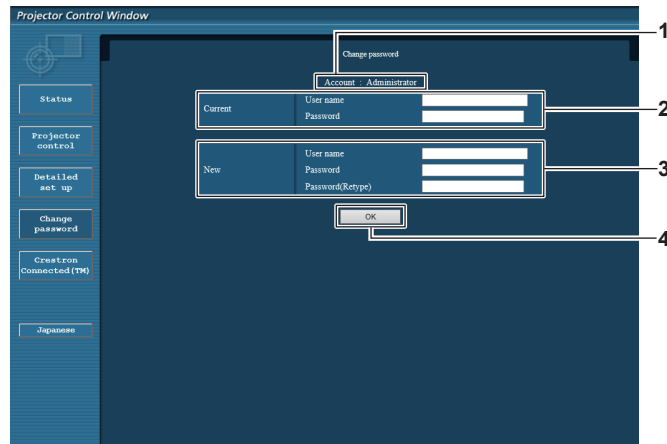 Projector Control Window
Change password
1
Account : Administrator
Status
Projector
control
Detailed
set up
Change
password
Crestron
Connected(TM)
Japanese
Current
User name
Password
2
New
User name
Password
Password(Retype)
3
OK
4